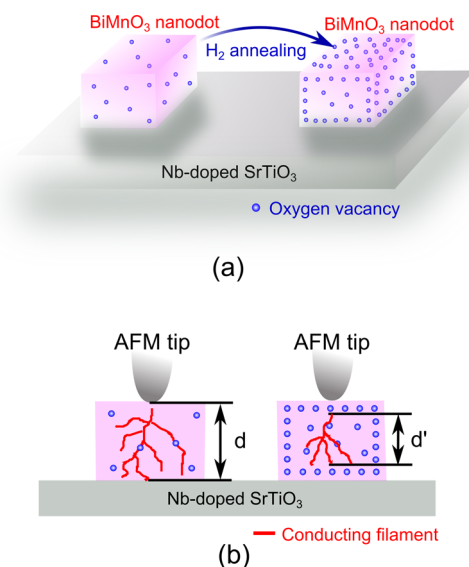 BiMnO₃ nanodot
BiMnO₃ nanodot
H₂ annealing
Nb-doped SrTiO₃
Oxygen vacancy
(a)
AFM tip
AFM tip
d
d'
Nb-doped SrTiO₃
Conducting filament
(b)